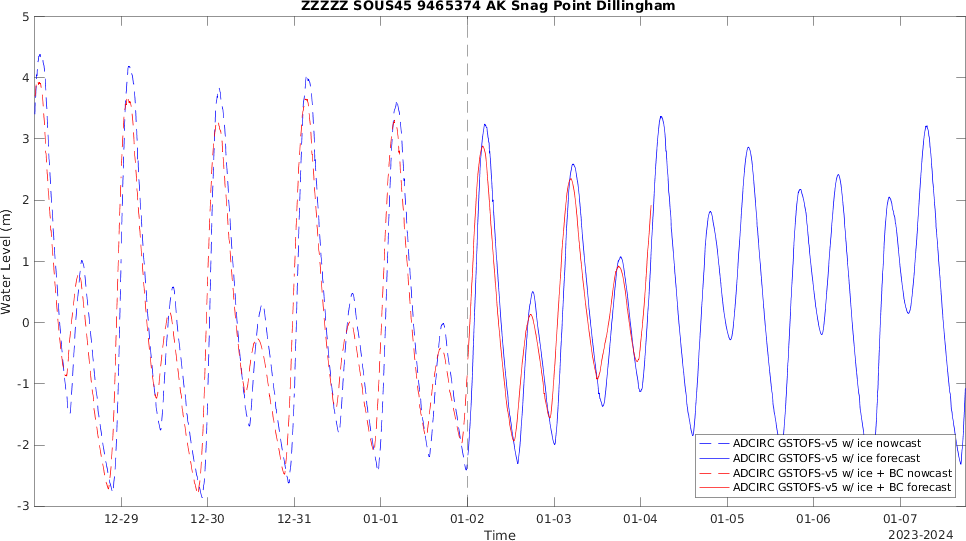 ZZZZZ SOUS45 9465374 AK Snag Point Dillingham
5
4
3
2
1
0
-1
-2
-3
Water Level (m)
12-29
12-30
12-31
01-01
01-02
01-03
01-04
01-05
01-06
01-07
Time
2023-2024
ADCIRC GSTOFS-v5 w/ ice nowcast
ADCIRC GSTOFS-v5 w/ ice forecast
ADCIRC GSTOFS-v5 w/ ice + BC nowcast
ADCIRC GSTOFS-v5 w/ ice + BC forecast